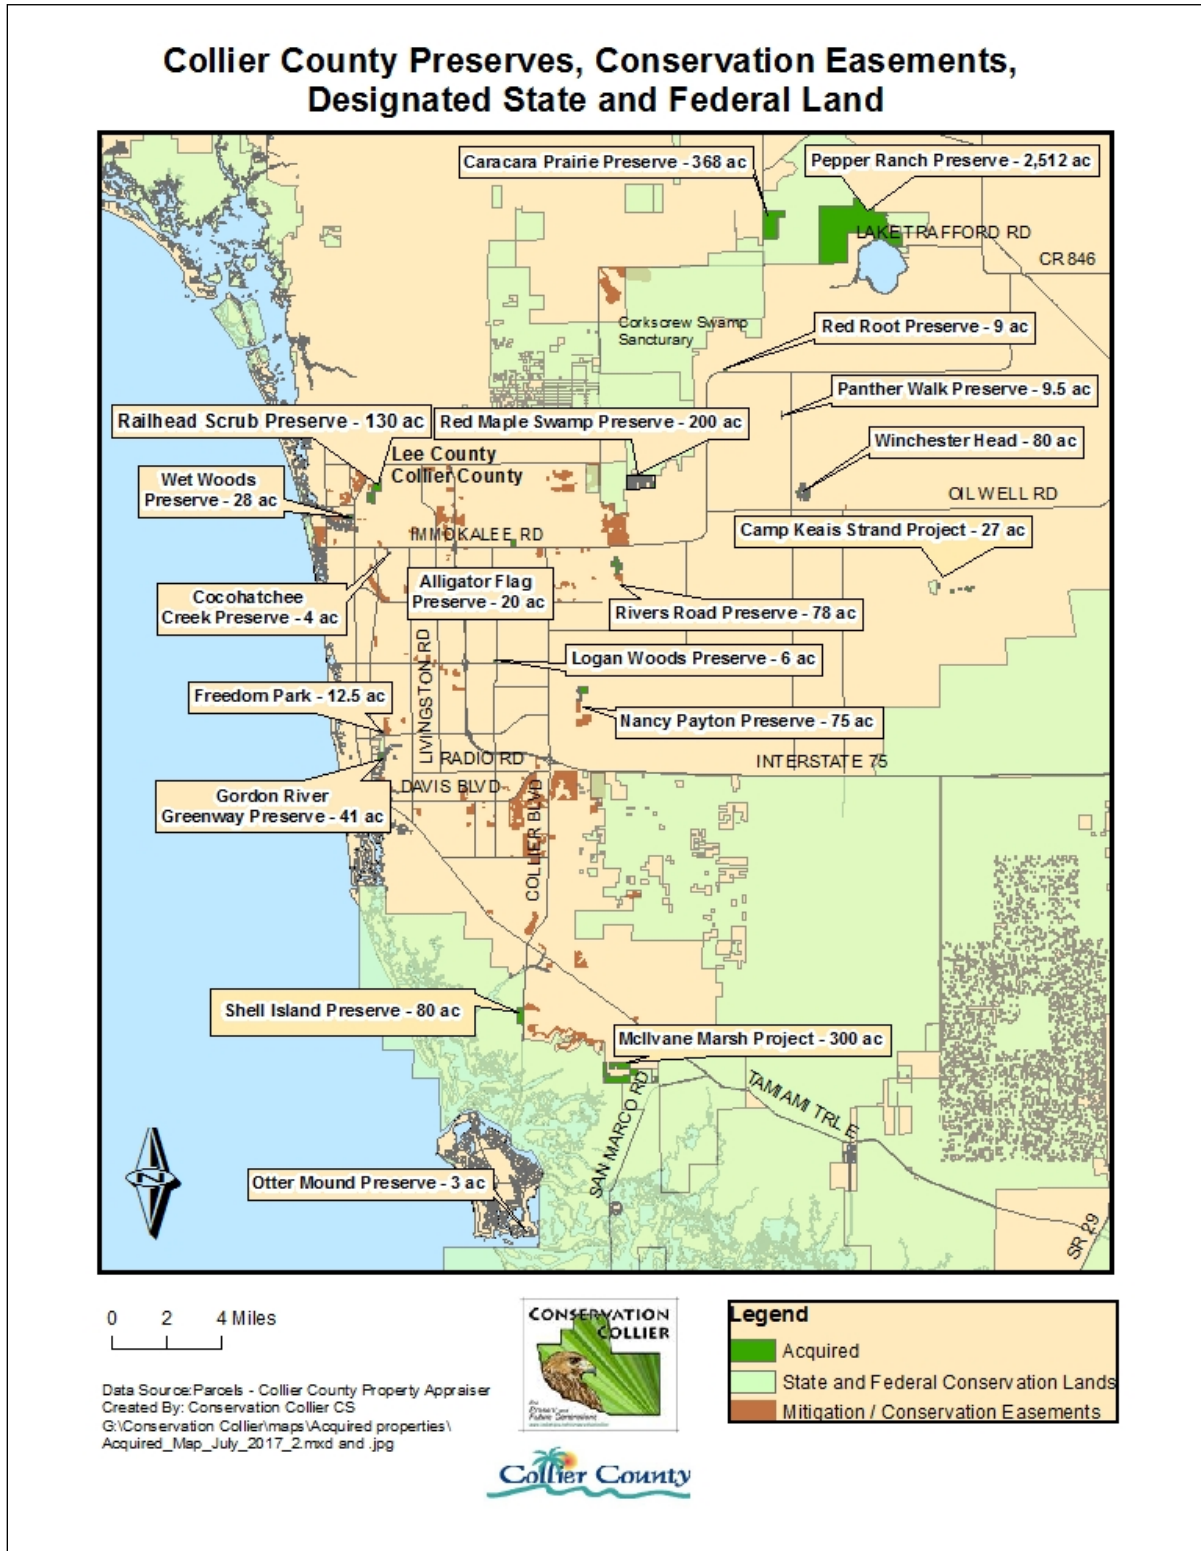 Collier County Preserves, Conservation Easements,
Designated State and Federal Land
Caracara Prairie Preserve - 368 ac
Pepper Ranch Preserve - 2,512 ac
LAKE TRAFFORD RD
CR 846
Corkscrew Swamp
Sancturary
Red Root Preserve - 9 ac
Panther Walk Preserve - 9.5 ac
Railhead Scrub Preserve - 130 ac
Red Maple Swamp Preserve - 200 ac
Winchester Head - 80 ac
Lee County
Collier County
Wet Woods
Preserve - 28 ac
OIL WELL RD
IMMOKALEE RD
Camp Keais Strand Project - 27 ac
Cocohatchee
Creek Preserve - 4 ac
Alligator Flag
Preserve - 20 ac
Rivers Road Preserve - 78 ac
LIVINGSTON RD
Logan Woods Preserve - 6 ac
Freedom Park - 12.5 ac
Nancy Payton Preserve - 75 ac
RADIO RD
INTERSTATE 75
DAVIS BLVD
Gordon River
Greenway Preserve - 41 ac
COLLIER BLVD
Shell Island Preserve - 80 ac
McIlvane Marsh Project - 300 ac
SAN MARCO RD
TAMIAMI TRL E
N
Otter Mound Preserve - 3 ac
SR 29
0 2 4 Miles
CONSERVATION
COLLIER
Legend
Acquired
State and Federal Conservation Lands
Mitigation / Conservation Easements
Data Source:Parcels - Collier County Property Appraiser
Created By: Conservation Collier CS
G:\Conservation Collier\maps\Acquired properties\
Acquired_Map_July_2017_2.mxd and .jpg
Future Generations
Collier County